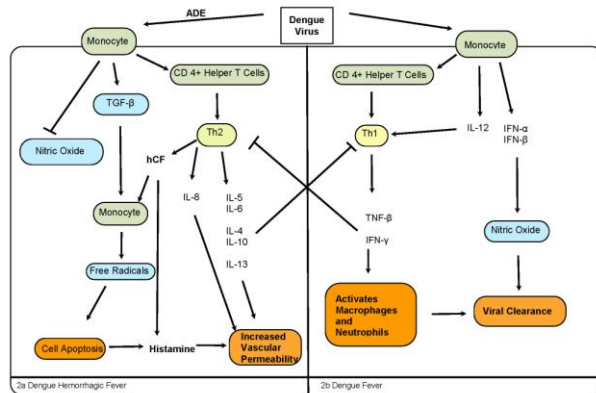 ADE
Dengue
Virus
Monocyte
Monocyte
CD 4+ Helper T Cells
CD 4+ Helper T Cells
TGF-β
Th2
Th1
IL-12
IFN-α
IFN-β
Nitric Oxide
hCF
IL-8
IL-5
IL-6
IL-4
IL-10
IL-13
TNF-β
IFN-γ
Monocyte
Nitric Oxide
Free Radicals
Activates
Macrophages
and
Neutrophils
Viral Clearance
Cell Apoptosis
Histamine
Increased
Vascular
Permeability
2a Dengue Hemorrhagic Fever
2b Dengue Fever